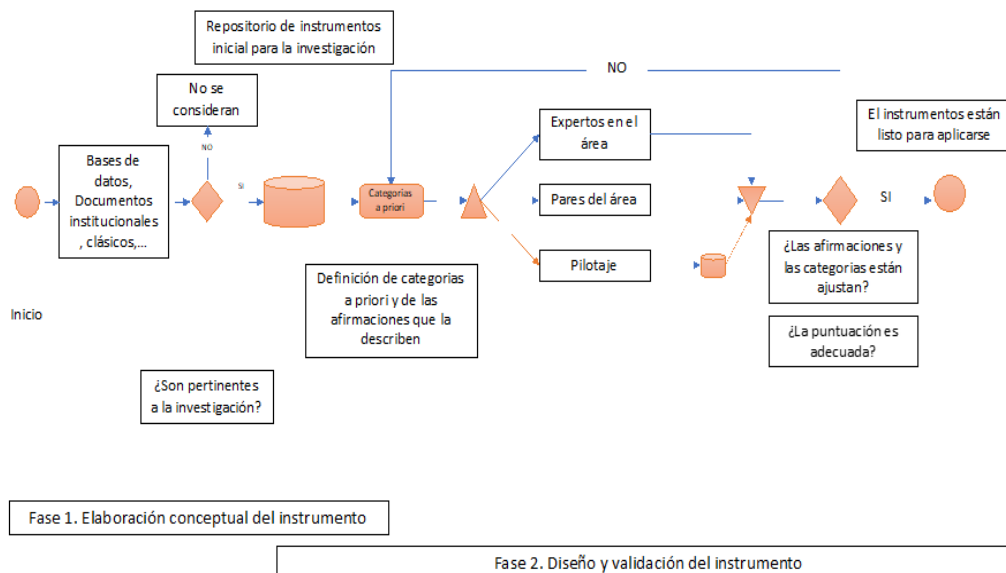 Repositorio de instrumentos
inicial para la investigación
NO
No se
consideran
Expertos en el
área
El instrumentos están
listo para aplicarse
NO
Bases de
datos,
Documentos
institucionales
, clásicos,...
SI
Categorias
a priori
Pares del área
SI
Pilotaje
¿Las afirmaciones y
las categorias están
ajustan?
Definición de categorias
a priori y de las
afirmaciones que la
describen
Inicio
¿La puntuación es
adecuada?
¿Son pertinentes
a la investigación?
Fase 1. Elaboración conceptual del instrumento
Fase 2. Diseño y validación del instrumento